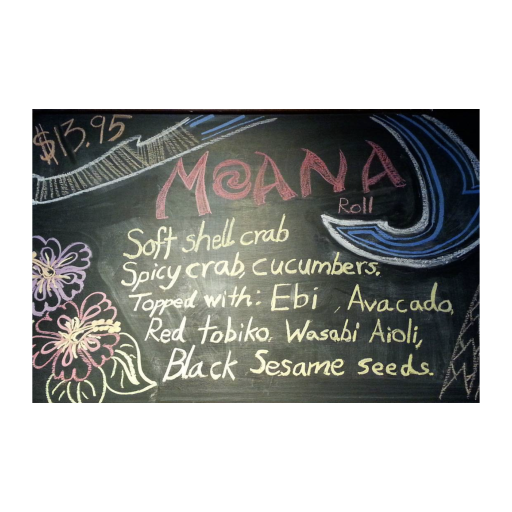 $13.95
MOANA
Roll
Soft shell crab
Spicy crab, cucumbers,
Topped with: Ebi , Avacado,
Red tobiko, Wasabi Aioli,
Black Sesame seeds.